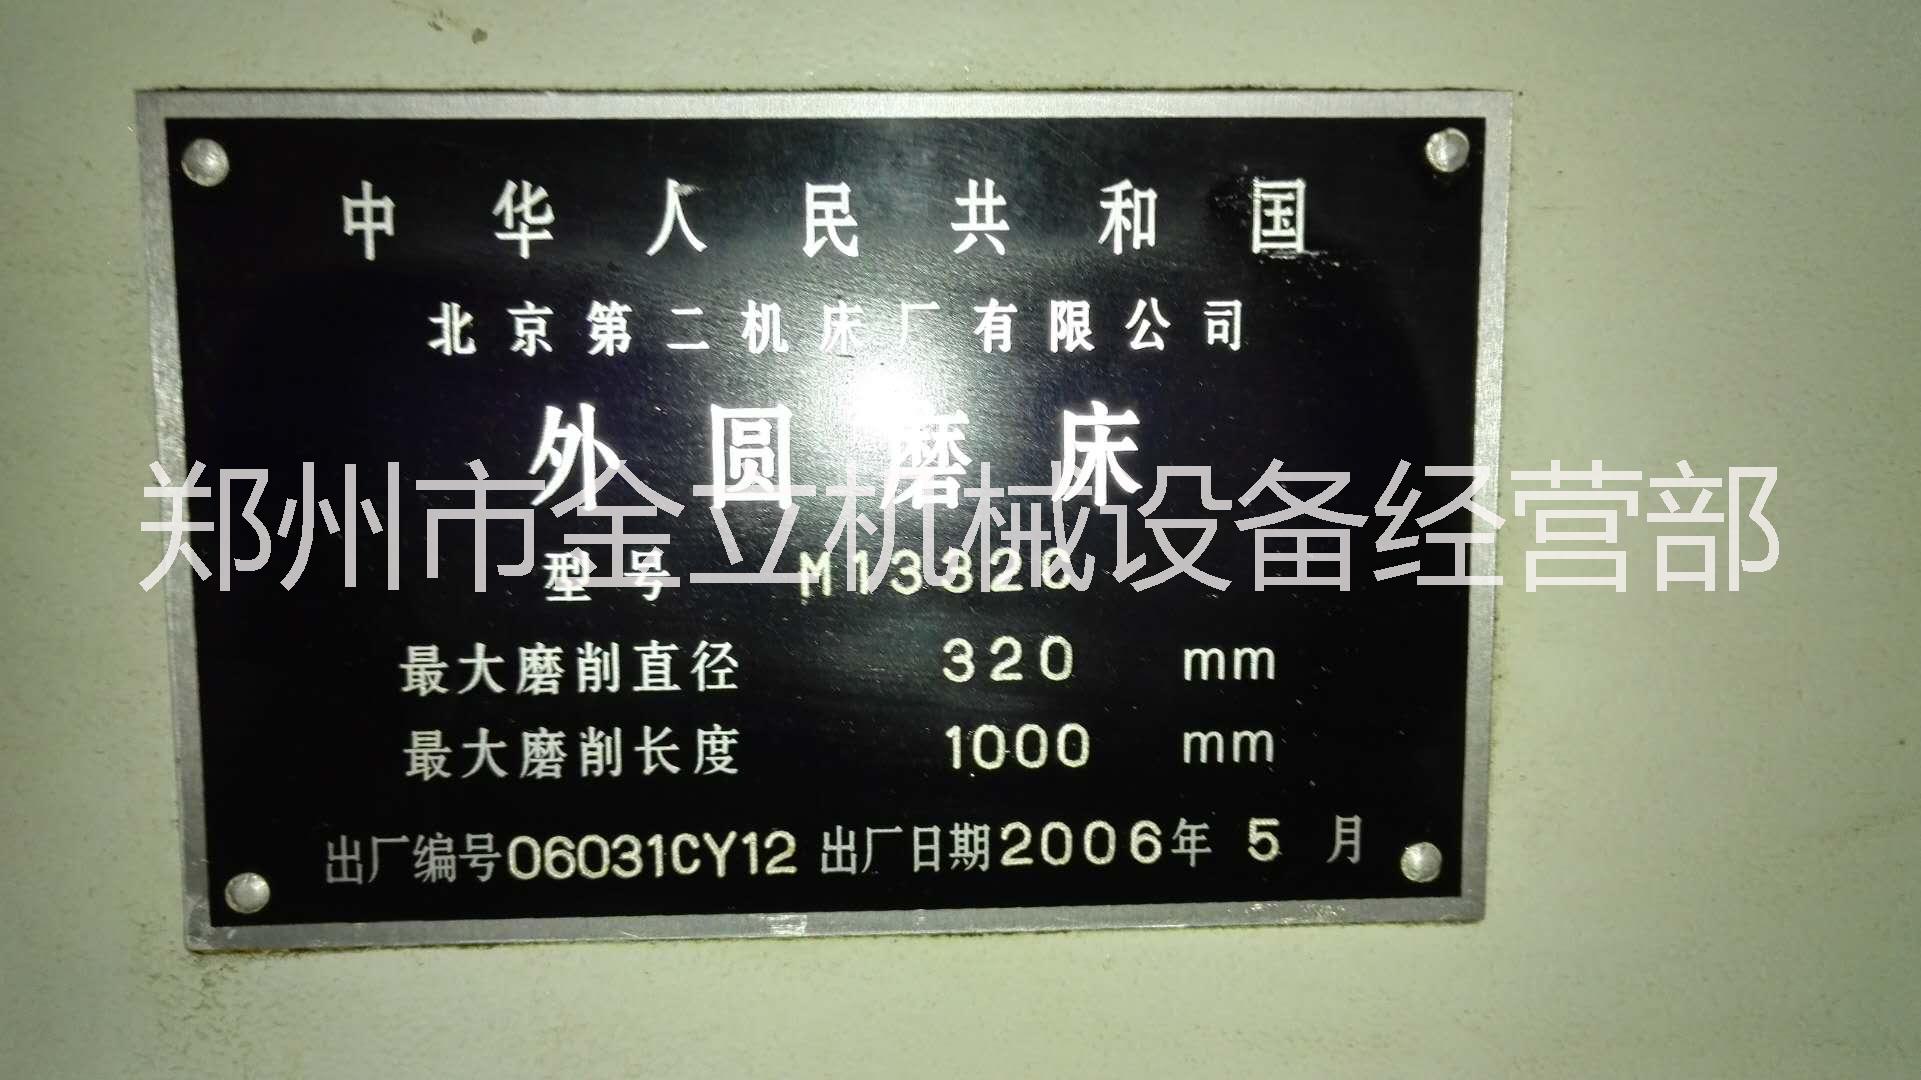 中华人民共和国
北京第二机床厂有限公司
外圆磨床
郑州市金立机械设备经营部
型号 M1332
最大磨削直径 320 mm
最大磨削长度 1000 mm
出厂编号06031CY12 出厂日期2006年 5 月